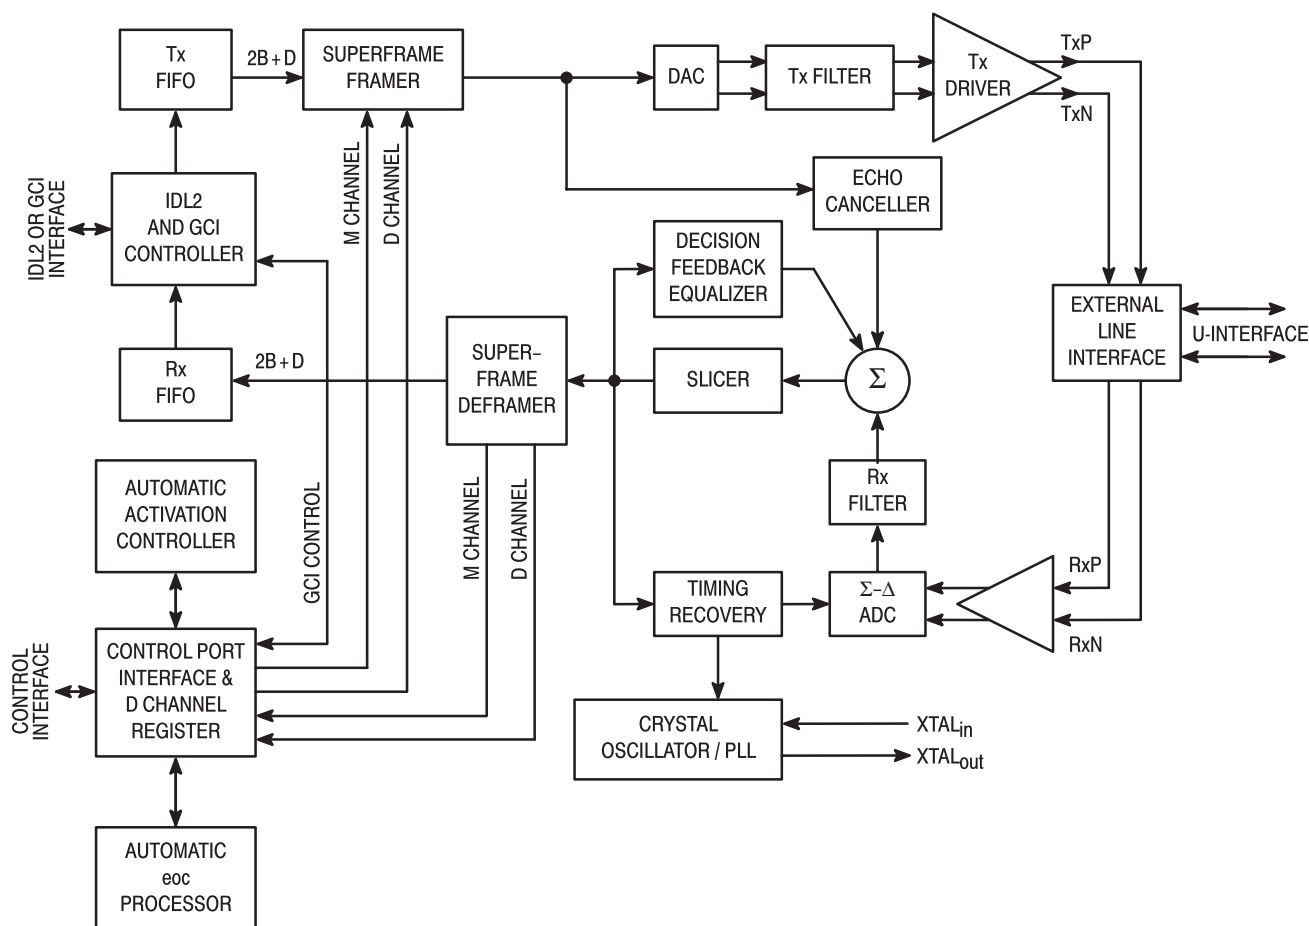 Tx
FIFO
2B+D
SUPERFRAME
FRAMER
DAC
Tx FILTER
Tx
DRIVER
TxP
TxN
IDL2 OR GCI
INTERFACE
IDL2
AND GCI
CONTROLLER
M CHANNEL
D CHANNEL
ECHO
CANCELLER
DECISION
FEEDBACK
EQUALIZER
EXTERNAL
LINE
INTERFACE
U-INTERFACE
Rx
FIFO
2B+D
SUPER–
FRAME
DEFRAMER
SLICER
Σ
Rx
FILTER
AUTOMATIC
ACTIVATION
CONTROLLER
GCI CONTROL
M CHANNEL
D CHANNEL
TIMING
RECOVERY
Σ–Δ
ADC
RxP
RxN
CONTROL
INTERFACE
CONTROL PORT
INTERFACE &
D CHANNEL
REGISTER
CRYSTAL
OSCILLATOR / PLL
XTALin
XTALout
AUTOMATIC
eoc
PROCESSOR